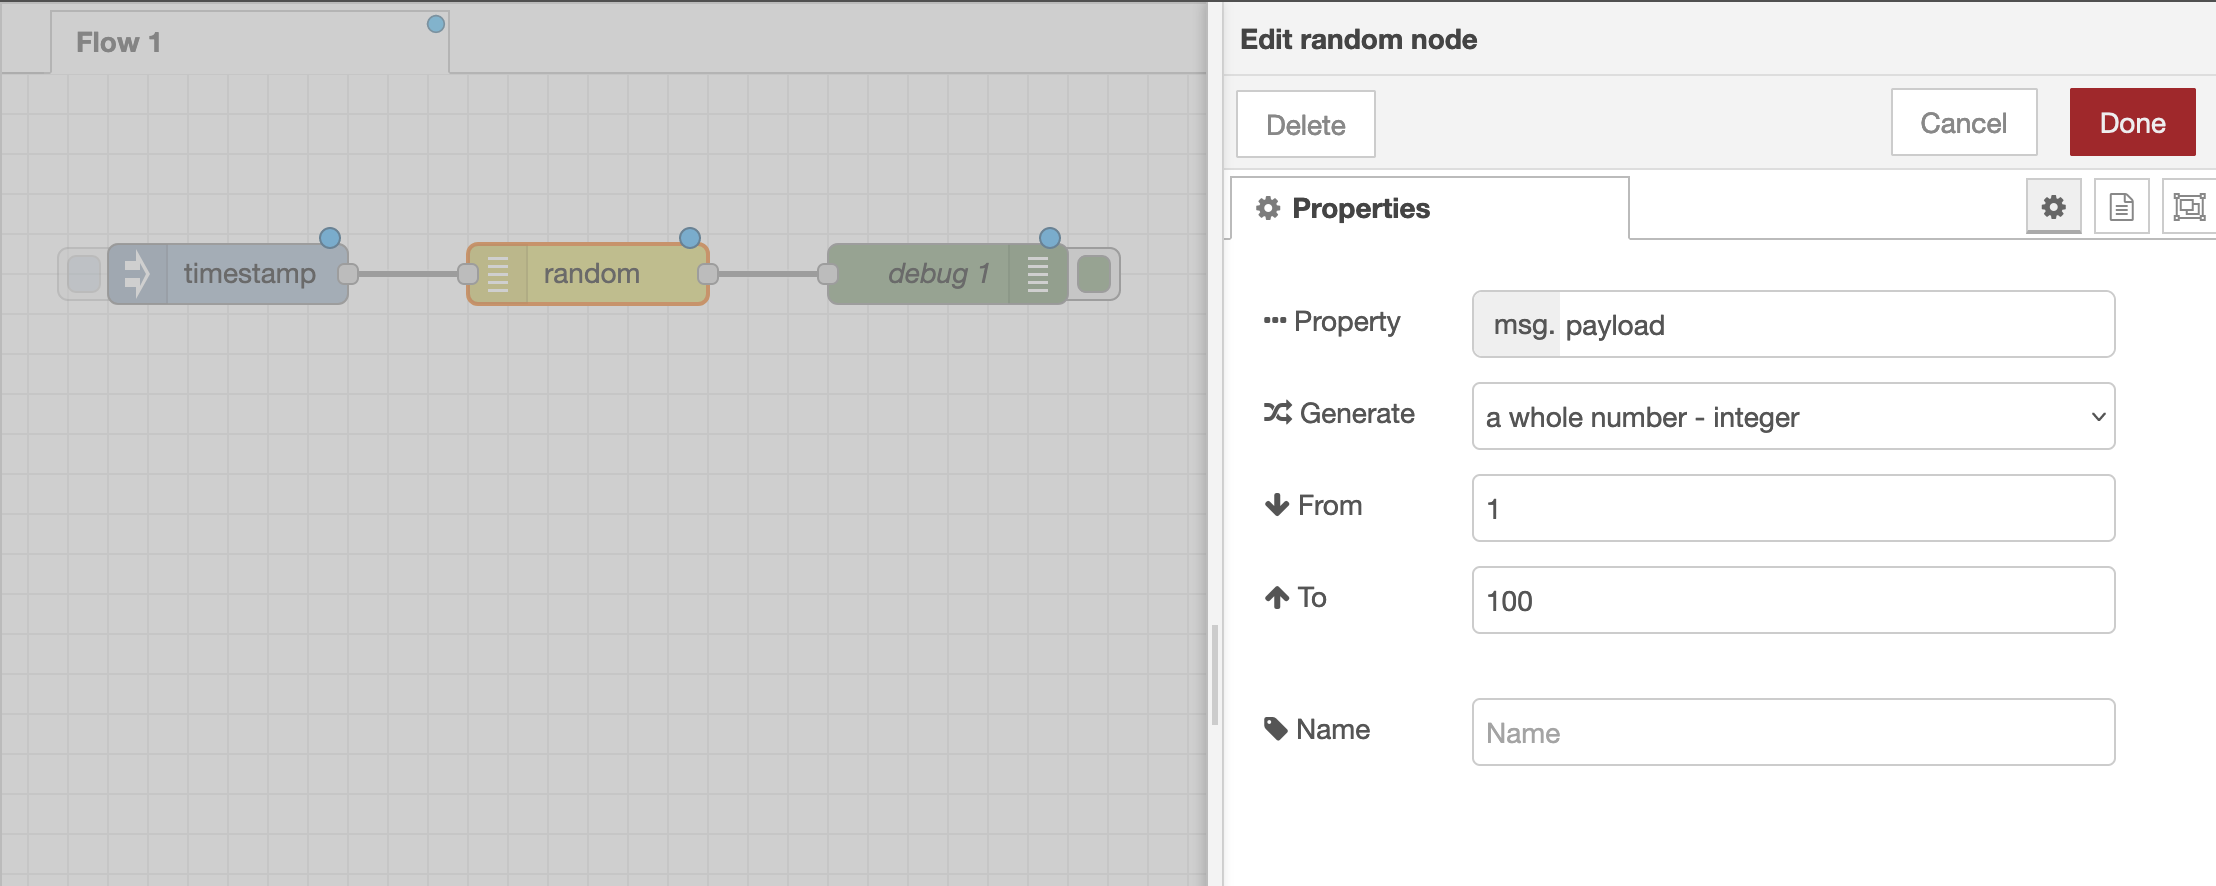 Flow 1
timestamp
random
debug 1
Edit random node
Delete
Cancel
Done
Properties
Property
msg. payload
Generate
a whole number - integer
From
1
To
100
Name
Name